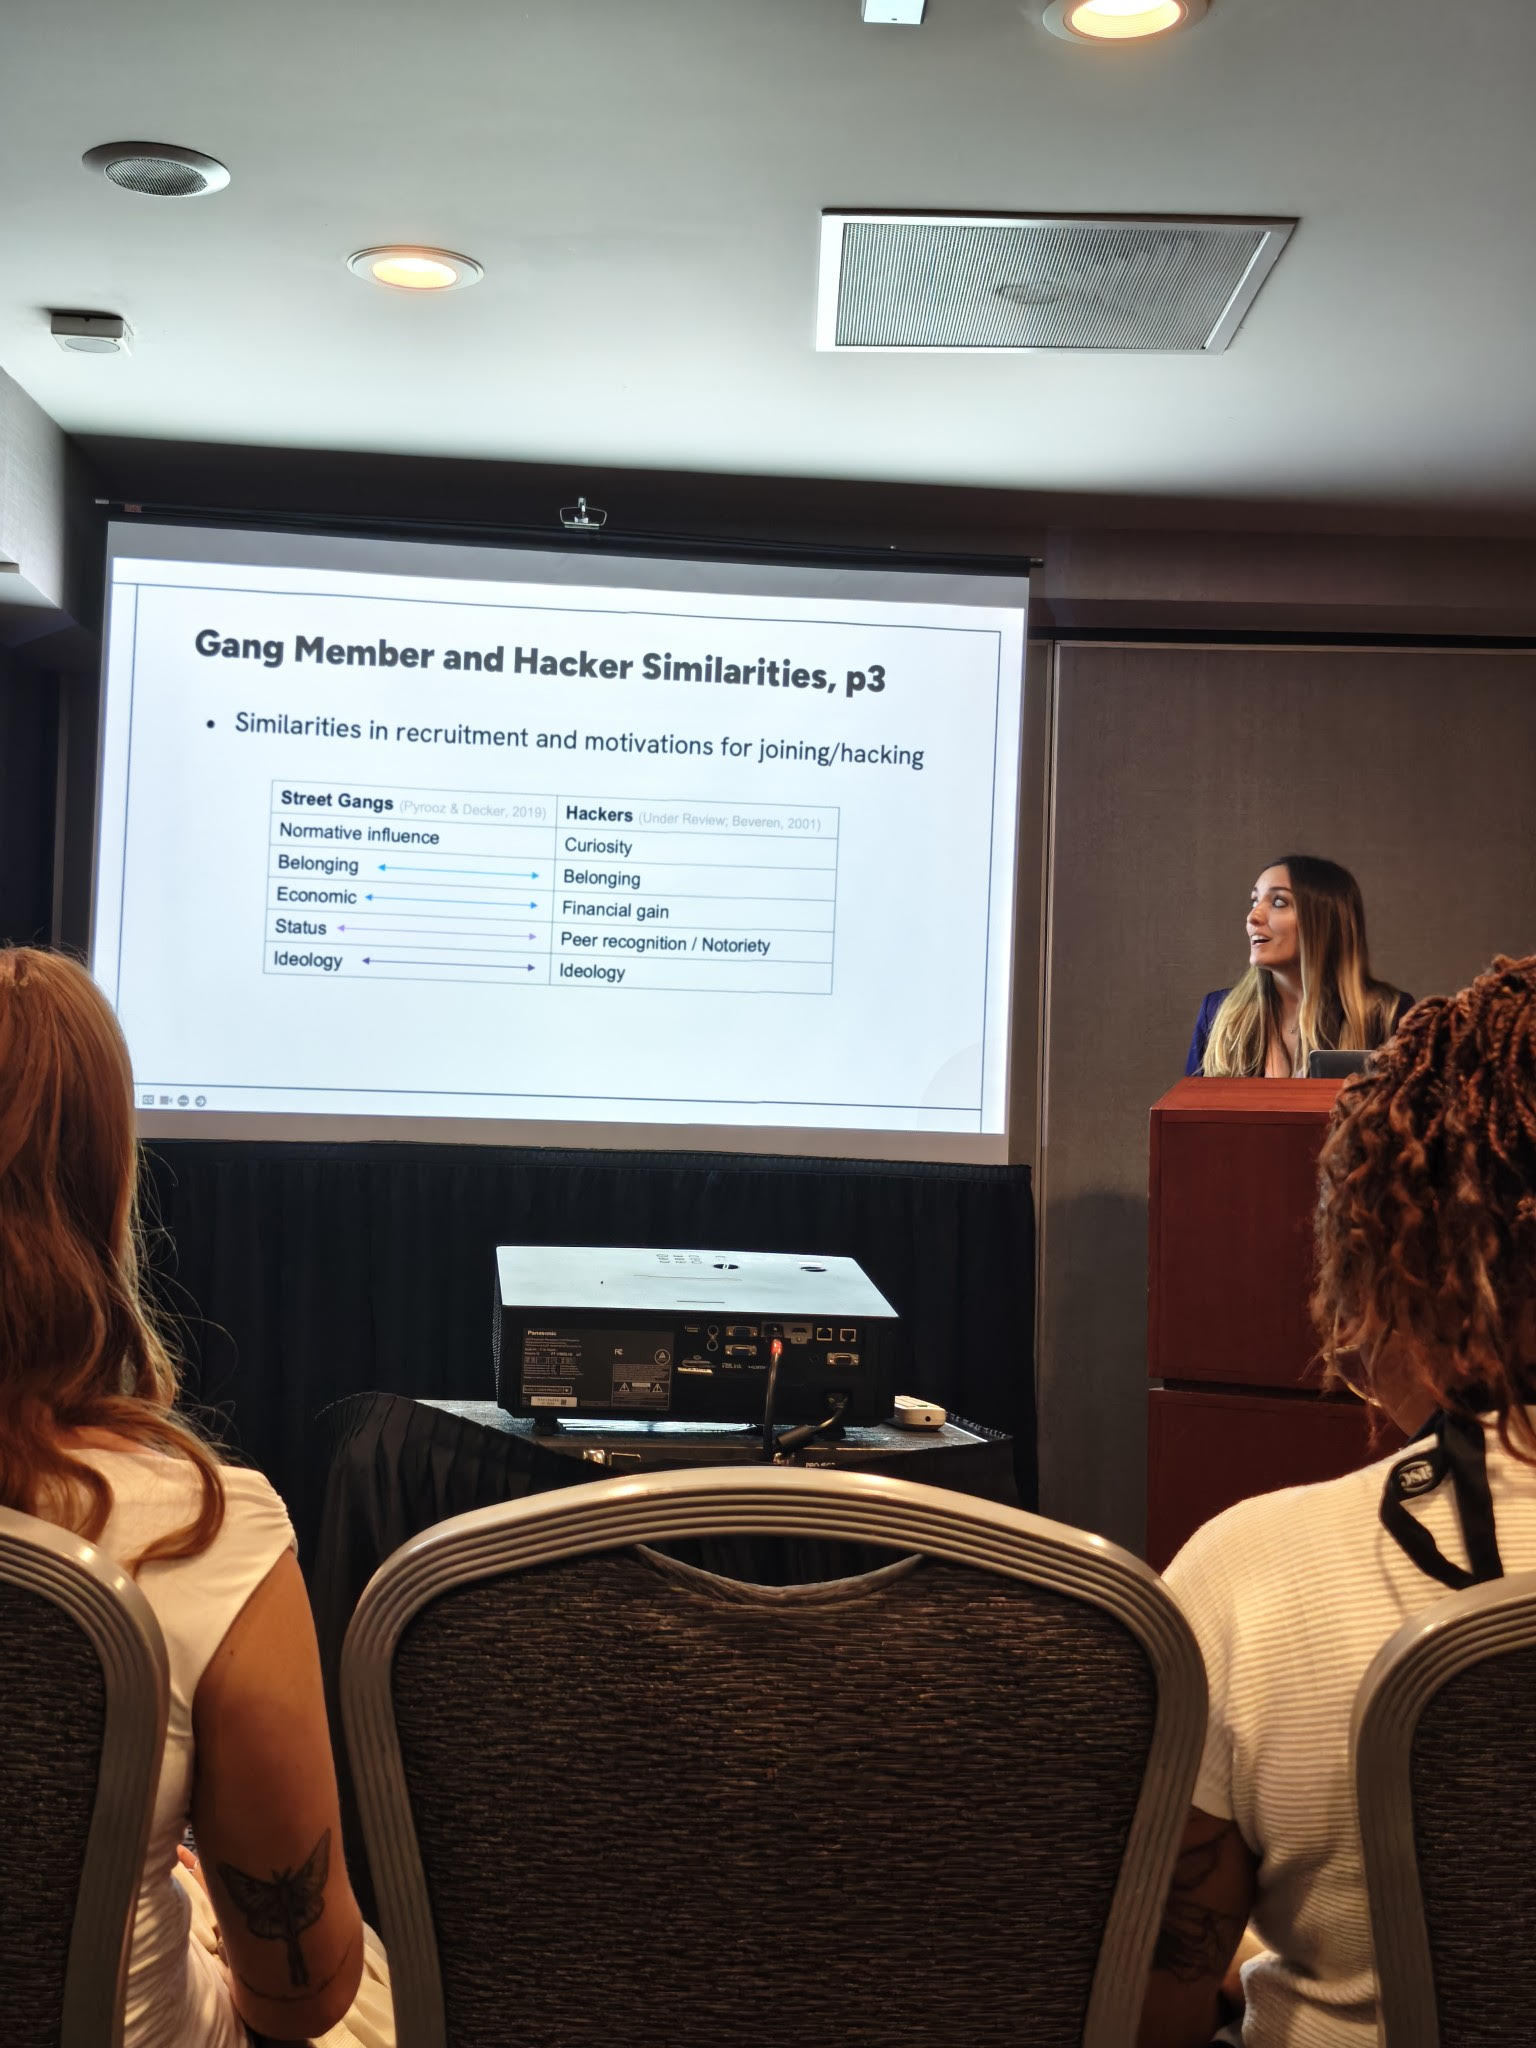 Gang Member and Hacker Similarities, p3
• Similarities in recruitment and motivations for joining/hacking
Street Gangs (Pyrooz & Decker, 2019)
Hackers (Under Review; Beveren, 2001)
Normative influence
Curiosity
Belonging
Belonging
Economic
Financial gain
Status
Peer recognition / Notoriety
Ideology
Ideology
Panasonic
ASC